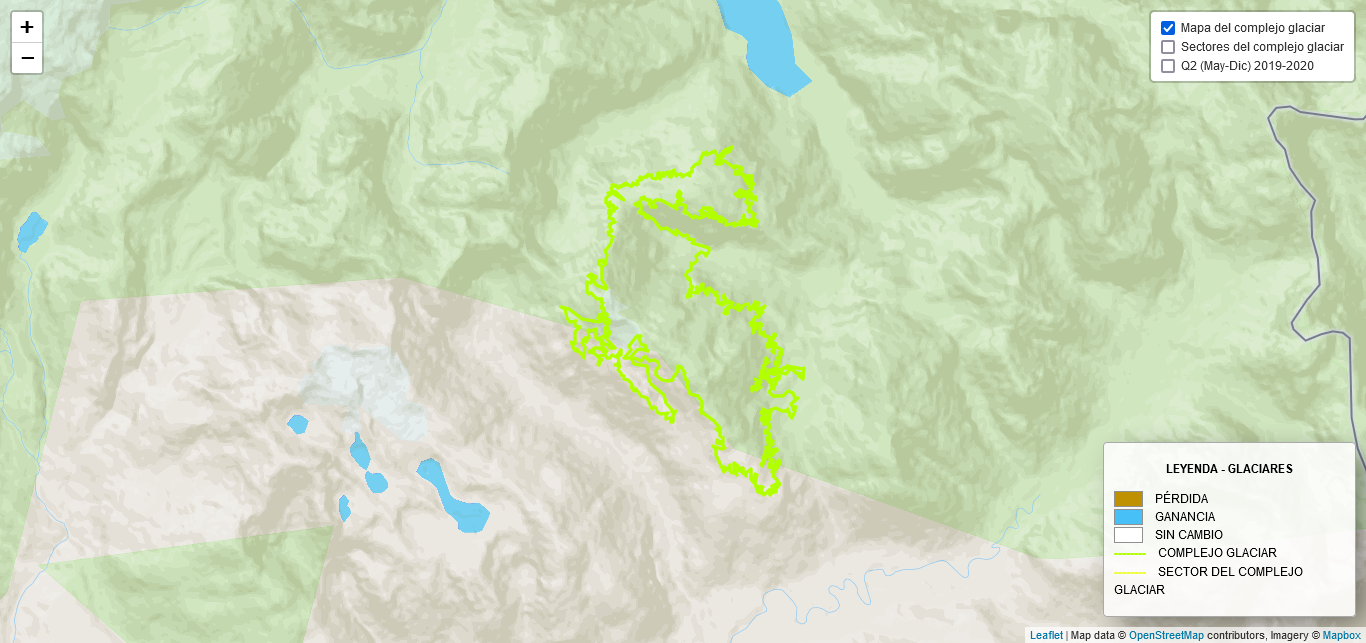 +
−
Mapa del complejo glaciar
Sectores del complejo glaciar
Q2 (May-Dic) 2019-2020
LEYENDA - GLACIARES
PÉRDIDA
GANANCIA
SIN CAMBIO
COMPLEJO GLACIAR
SECTOR DEL COMPLEJO
GLACIAR
Leaflet | Map data © OpenStreetMap contributors, Imagery © Mapbox